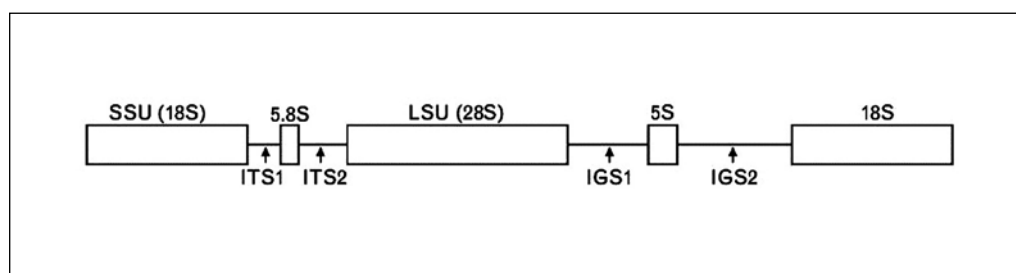 SSU (18S) 5.8S LSU (28S) 5S 18S
ITS1 ITS2 IGS1 IGS2